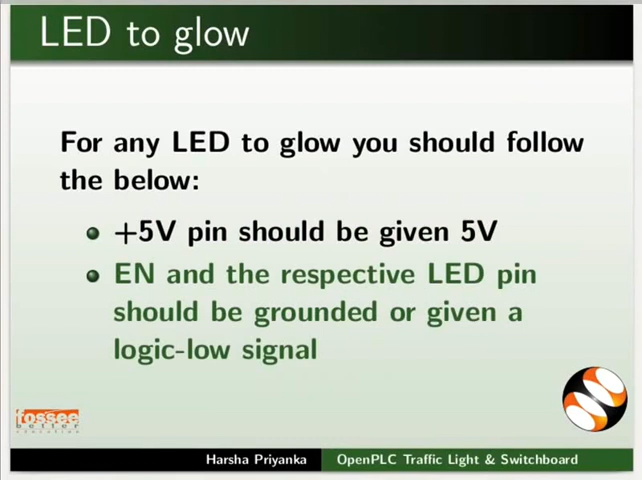 LED to glow
For any LED to glow you should follow
the below:
+5V pin should be given 5V
EN and the respective LED pin
should be grounded or given a
logic-low signal
fossee
better
education
Harsha Priyanka OpenPLC Traffic Light & Switchboard